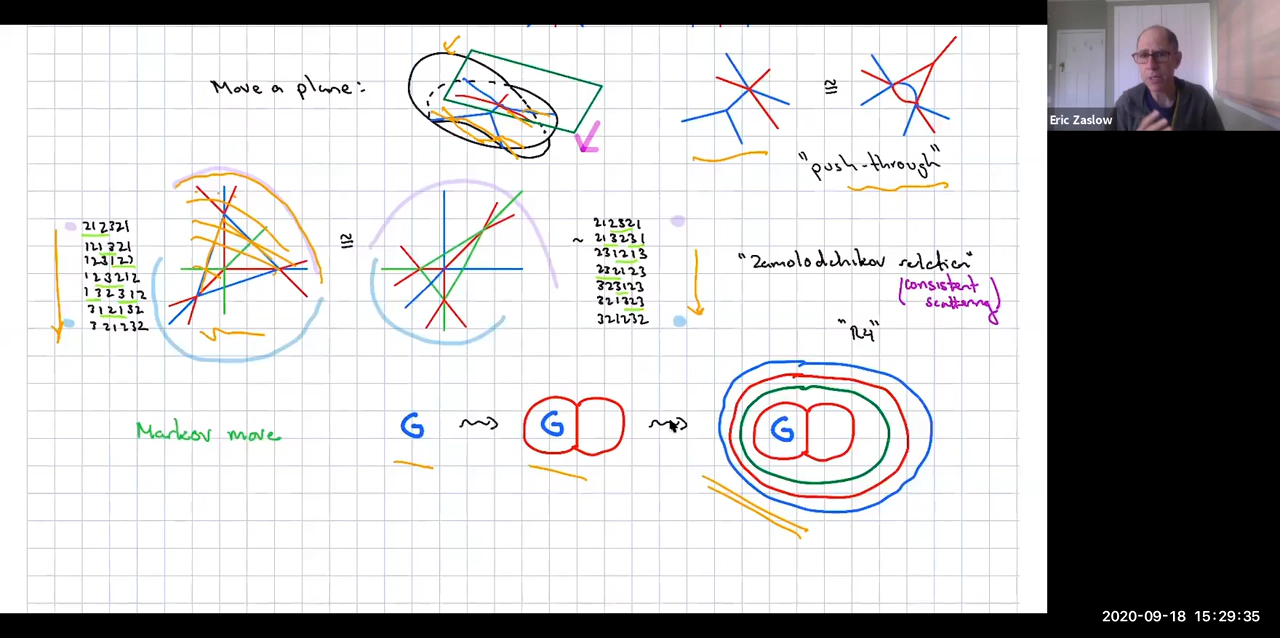 Move a plane:
≅
Eric Zaslow
"push-through"
212321
121321
123121
123212
132312
312132
321232
≅
212321
~ 213231
231213
232123
323123
321323
321232
"Zamolodchikov relation"
(consistent
scattering)
"R4"
Markov move
G
G
G
2020-09-18 15:29:35